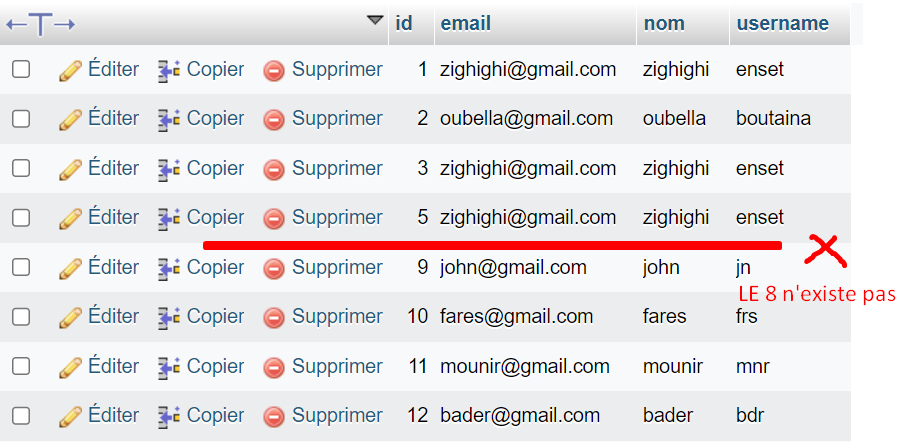 ←T→ id email nom username
Éditer Copier Supprimer 1 zighighi@gmail.com zighighi enset
Éditer Copier Supprimer 2 oubella@gmail.com oubella boutaina
Éditer Copier Supprimer 3 zighighi@gmail.com zighighi enset
Éditer Copier Supprimer 5 zighighi@gmail.com zighighi enset
Éditer Copier Supprimer 9 john@gmail.com john jn
LE 8 n'existe pas
Éditer Copier Supprimer 10 fares@gmail.com fares frs
Éditer Copier Supprimer 11 mounir@gmail.com mounir mnr
Éditer Copier Supprimer 12 bader@gmail.com bader bdr